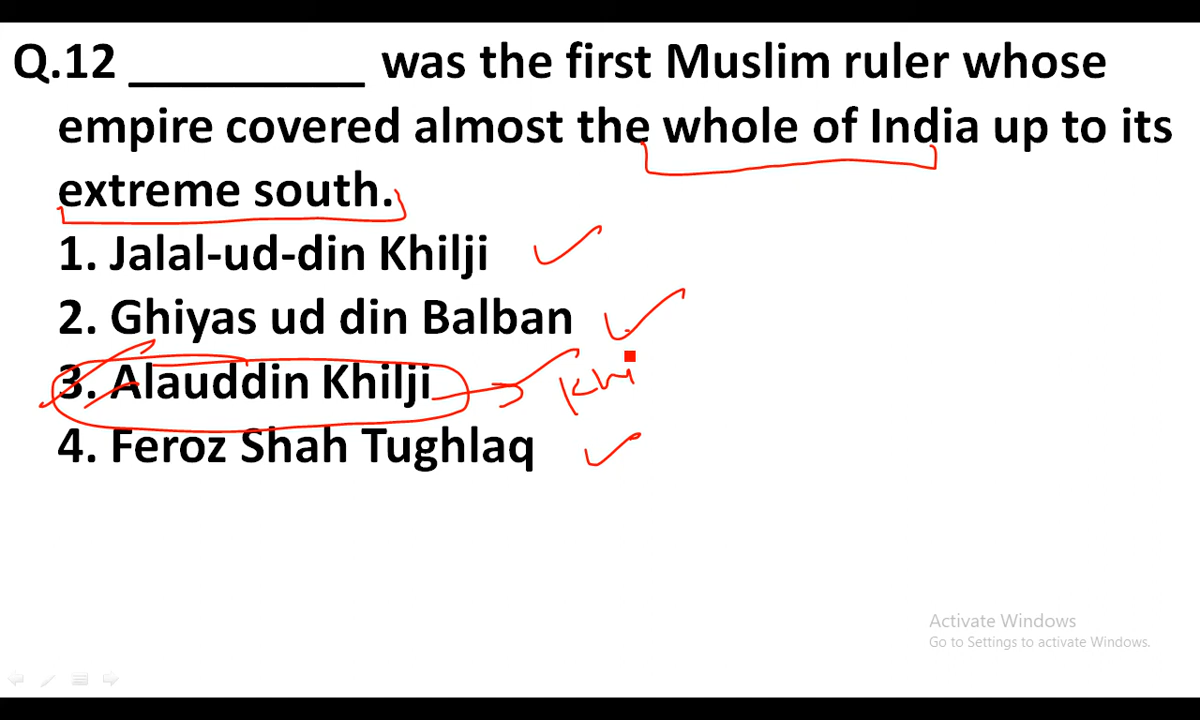 Q.12 __________ was the first Muslim ruler whose
empire covered almost the whole of India up to its
extreme south.
1. Jalal-ud-din Khilji
2. Ghiyas ud din Balban
3. Alauddin Khilji
Khi
4. Feroz Shah Tughlaq
Activate Windows
Go to Settings to activate Windows.